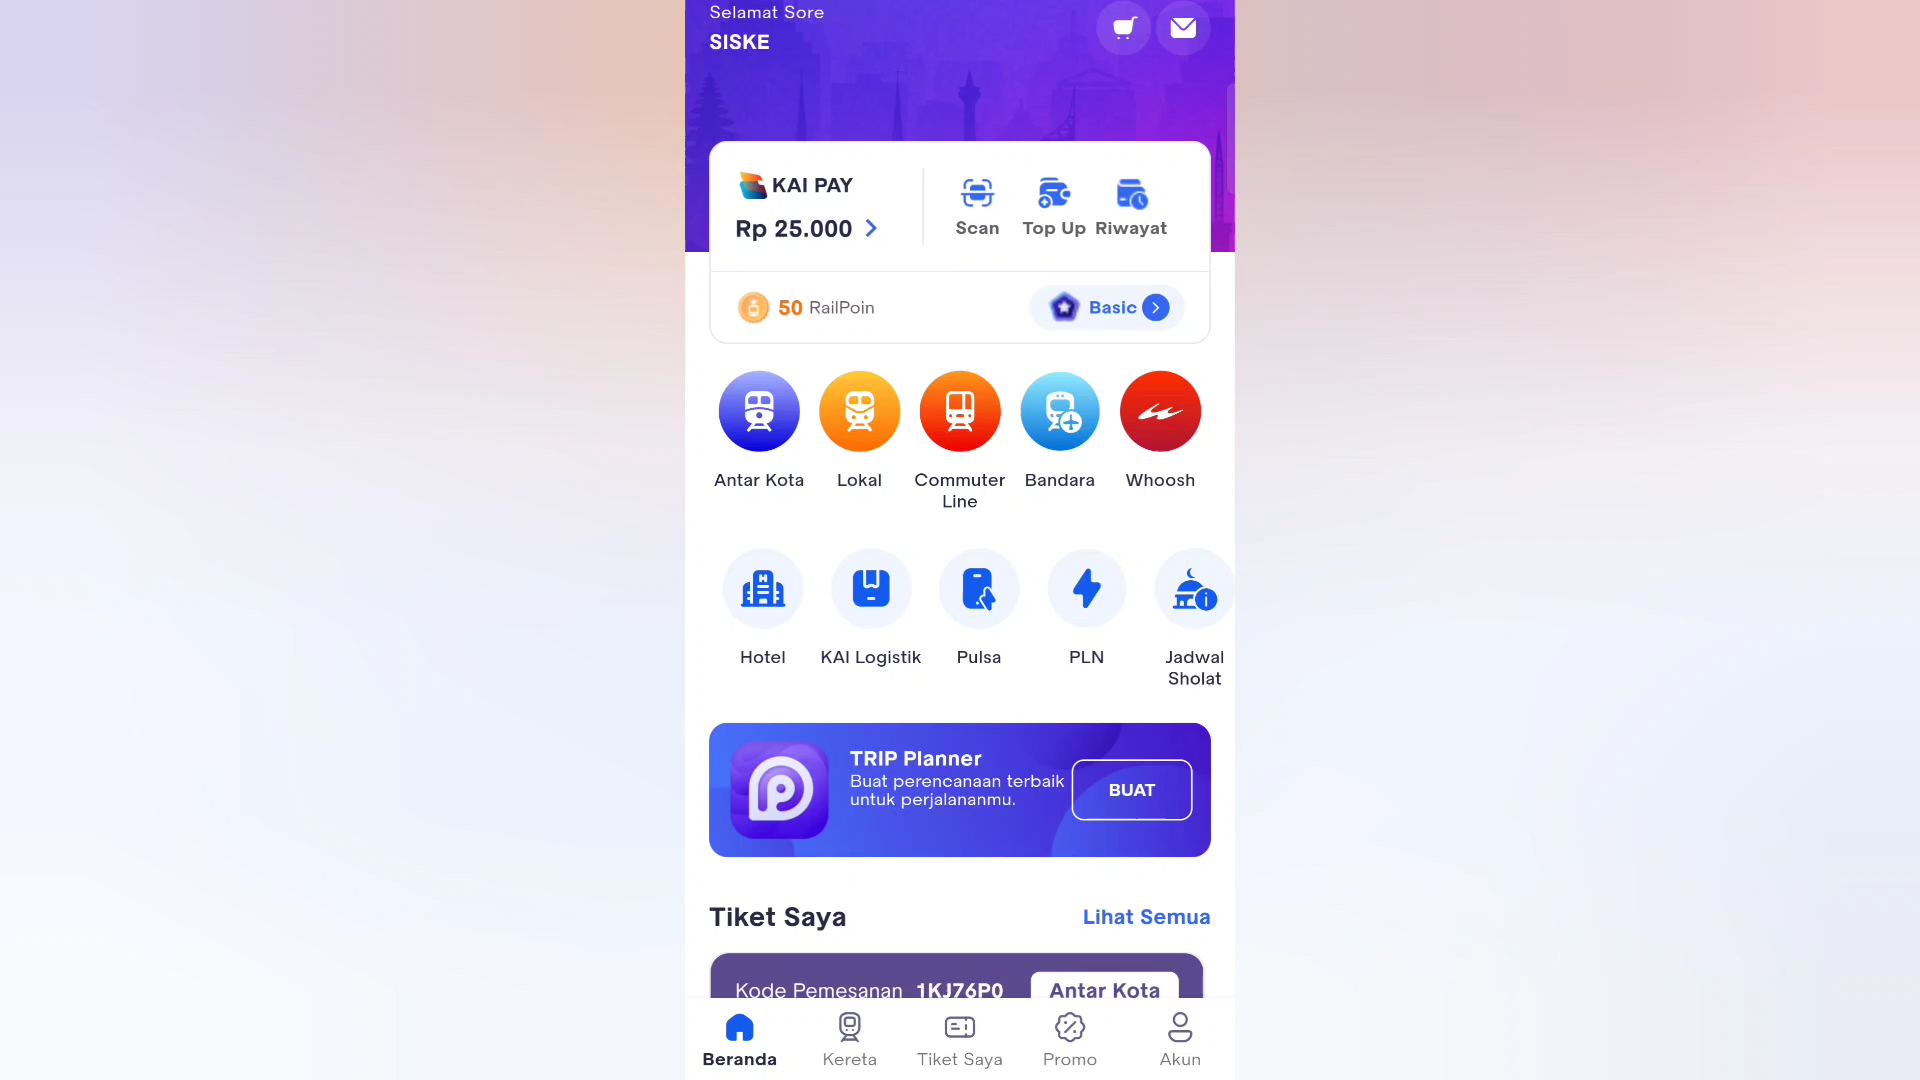 Selamat Sore
SISKE
KAI PAY
Rp 25.000
Scan
Top Up
Riwayat
50 RailPoin
Basic
Antar Kota
Lokal
Commuter
Line
Bandara
Whoosh
Hotel
KAI Logistik
Pulsa
PLN
Jadwal
Sholat
TRIP Planner
Buat perencanaan terbaik
untuk perjalananmu.
BUAT
Tiket Saya
Lihat Semua
Kode Pemesanan 1KJ76P0
Antar Kota
Beranda
Kereta
Tiket Saya
Promo
Akun